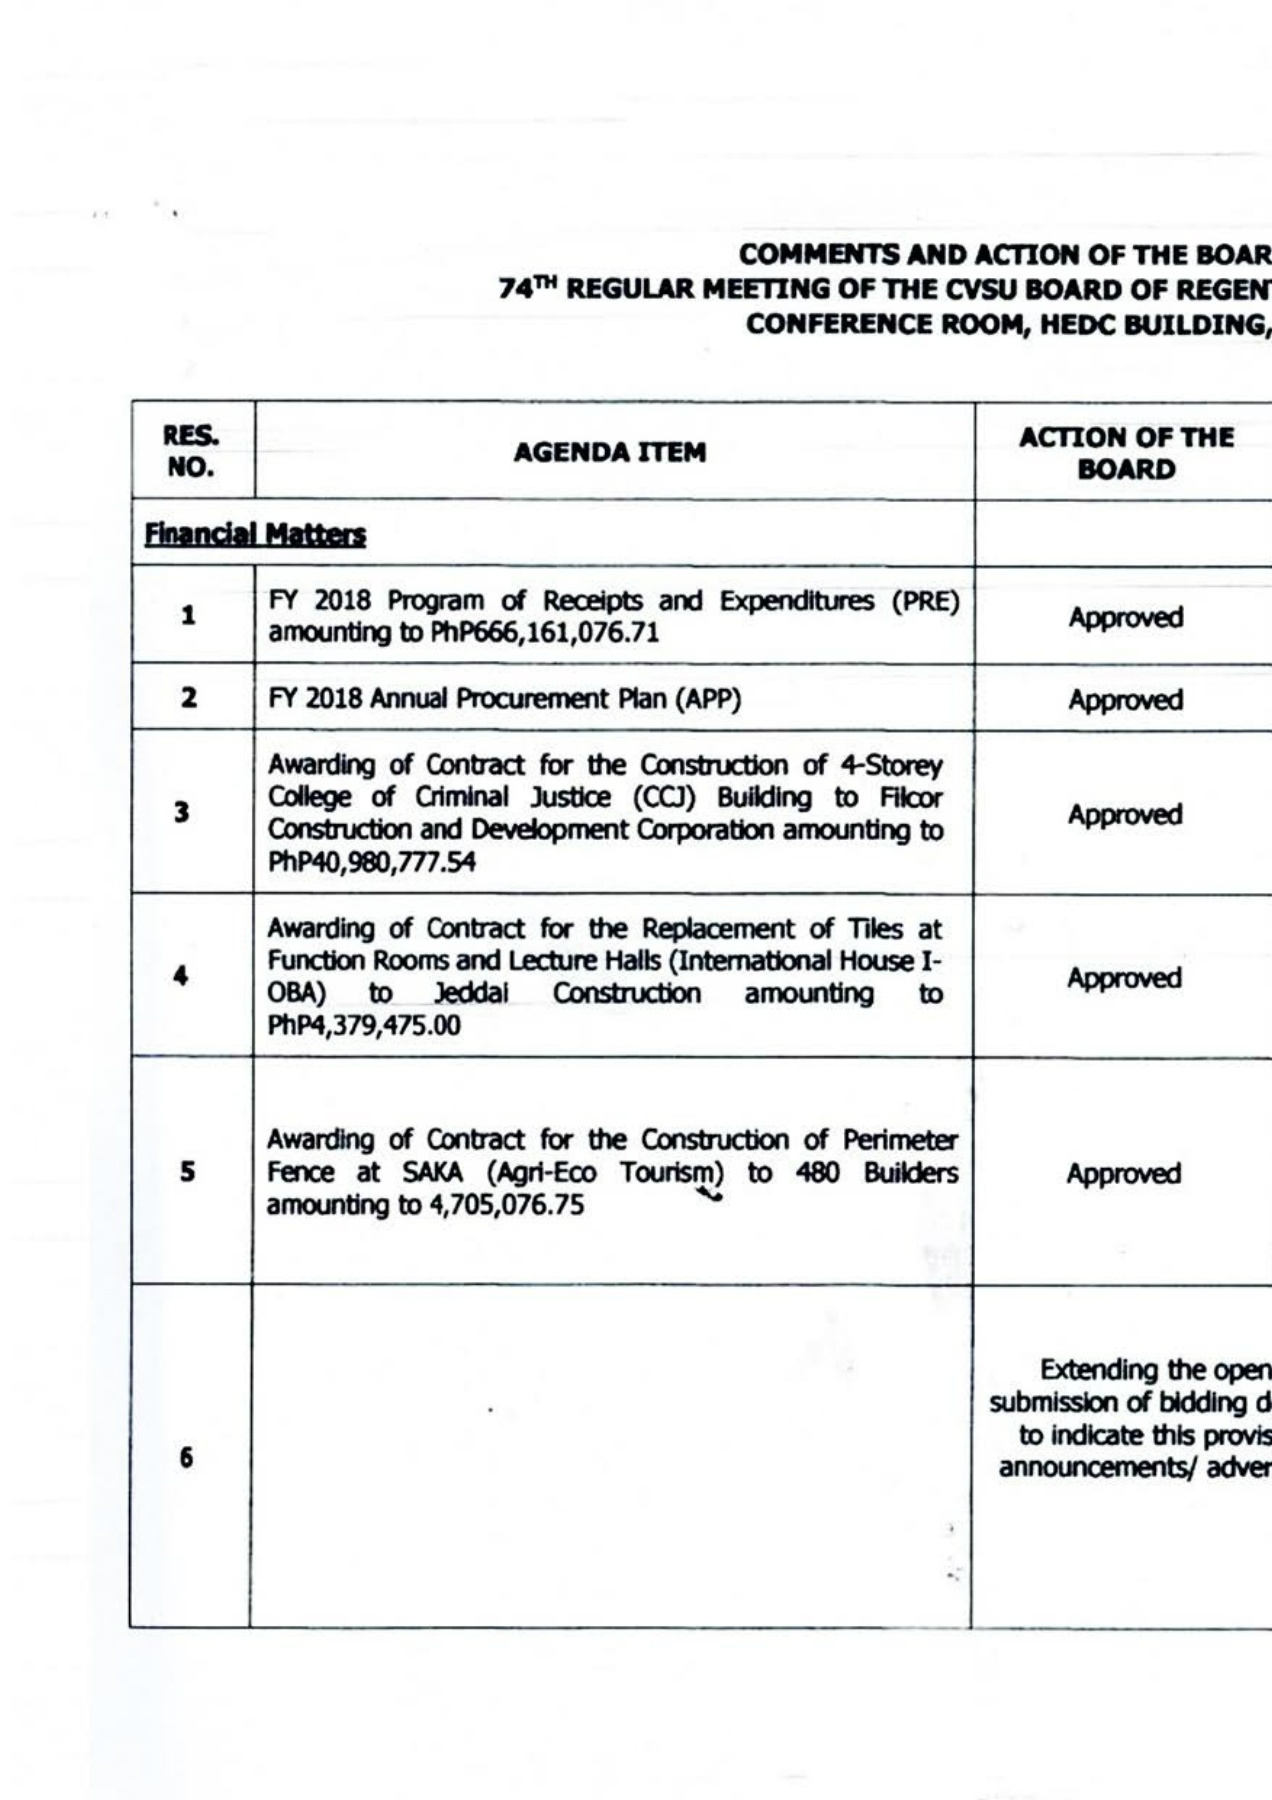 COMMENTS AND ACTION OF THE BOAR
74TH REGULAR MEETING OF THE CVSU BOARD OF REGEN
CONFERENCE ROOM, HEDC BUILDING,
RES.
NO.
AGENDA ITEM
ACTION OF THE
BOARD
Financial Matters
1
FY 2018 Program of Receipts and Expenditures (PRE)
amounting to PhP666,161,076.71
Approved
2
FY 2018 Annual Procurement Plan (APP)
Approved
3
Awarding of Contract for the Construction of 4-Storey
College of Criminal Justice (CCJ) Building to Filcor
Construction and Development Corporation amounting to
PhP40,980,777.54
Approved
4
Awarding of Contract for the Replacement of Tiles at
Function Rooms and Lecture Halls (International House I-
OBA) to Jeddai Construction amounting to
PhP4,379,475.00
Approved
5
Awarding of Contract for the Construction of Perimeter
Fence at SAKA (Agri-Eco Tourism) to 480 Builders
amounting to 4,705,076.75
Approved
6
Extending the open
submission of bidding d
to indicate this provis
announcements/ adver